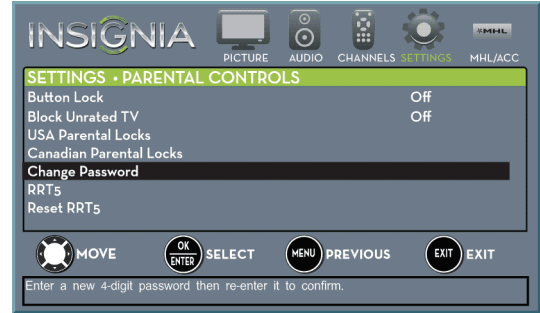 INSIGNIA
PICTURE AUDIO CHANNELS SETTINGS MHL MHL/ACC
SETTINGS • PARENTAL CONTROLS
Button Lock Off
Block Unrated TV Off
USA Parental Locks
Canadian Parental Locks
Change Password
RRT5
Reset RRT5
MOVE OK ENTER SELECT MENU PREVIOUS EXIT EXIT
Enter a new 4-digit password then re-enter it to confirm.